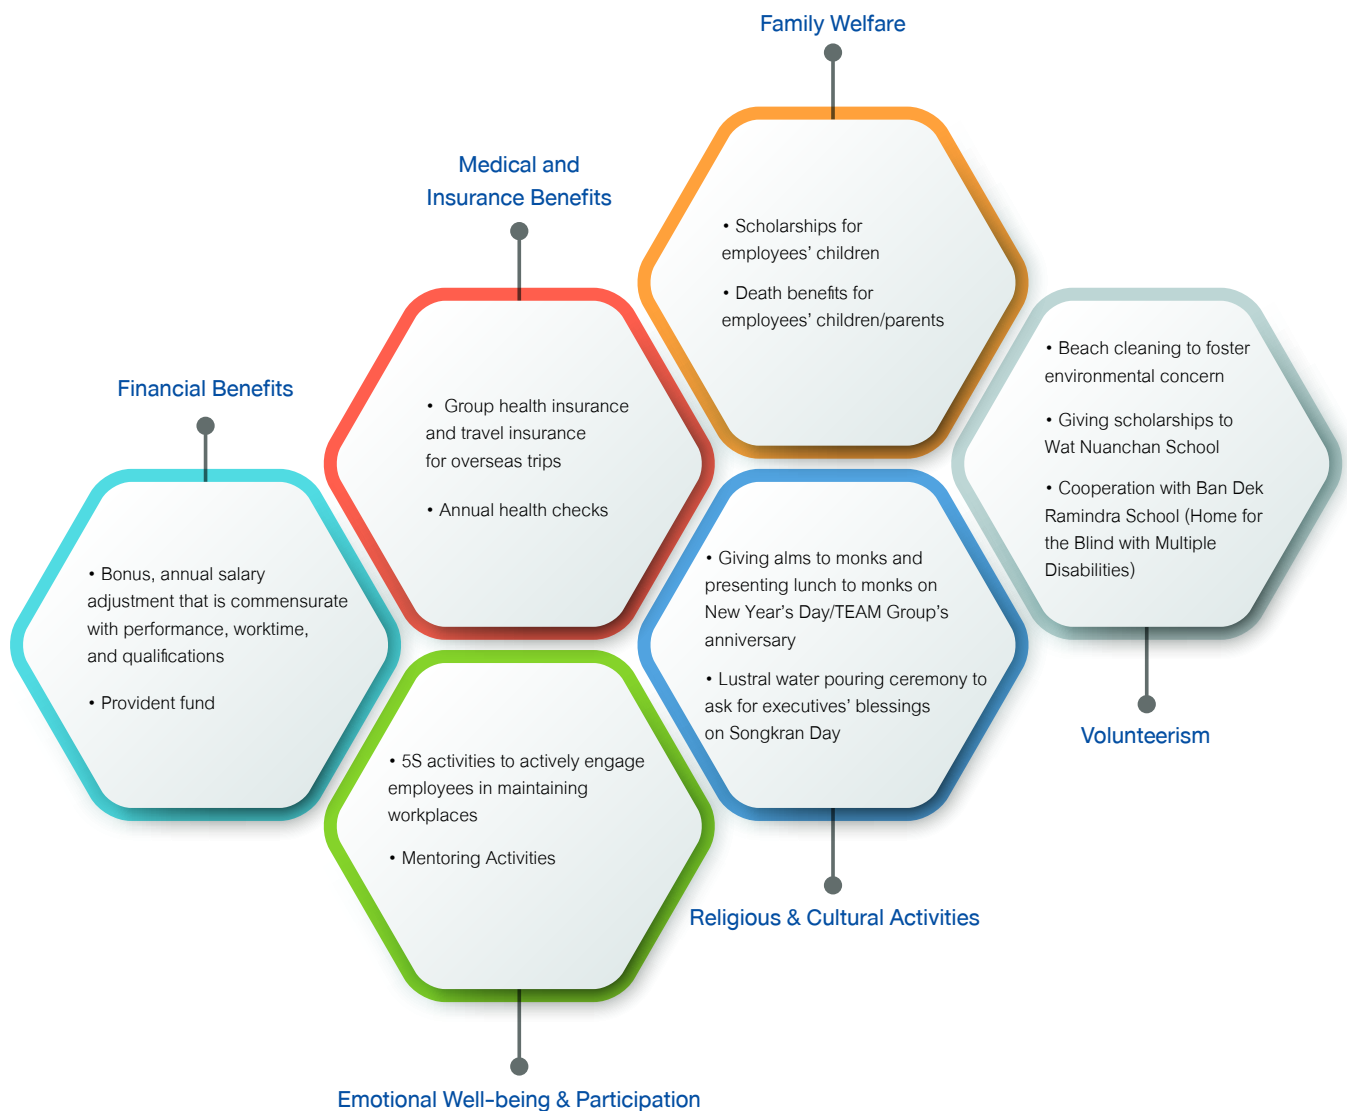 Family Welfare
• Scholarships for
employees’ children
• Death benefits for
employees’ children/parents
Medical and
Insurance Benefits
• Group health insurance
and travel insurance
for overseas trips
• Annual health checks
Financial Benefits
• Bonus, annual salary
adjustment that is commensurate
with performance, worktime,
and qualifications
• Provident fund
• Beach cleaning to foster
environmental concern
• Giving scholarships to
Wat Nuanchan School
• Cooperation with Ban Dek
Ramindra School (Home for
the Blind with Multiple
Disabilities)
Volunteerism
• Giving alms to monks and
presenting lunch to monks on
New Year’s Day/TEAM Group’s
anniversary
• Lustral water pouring ceremony to
ask for executives’ blessings
on Songkran Day
Religious & Cultural Activities
• 5S activities to actively engage
employees in maintaining
workplaces
• Mentoring Activities
Emotional Well-being & Participation